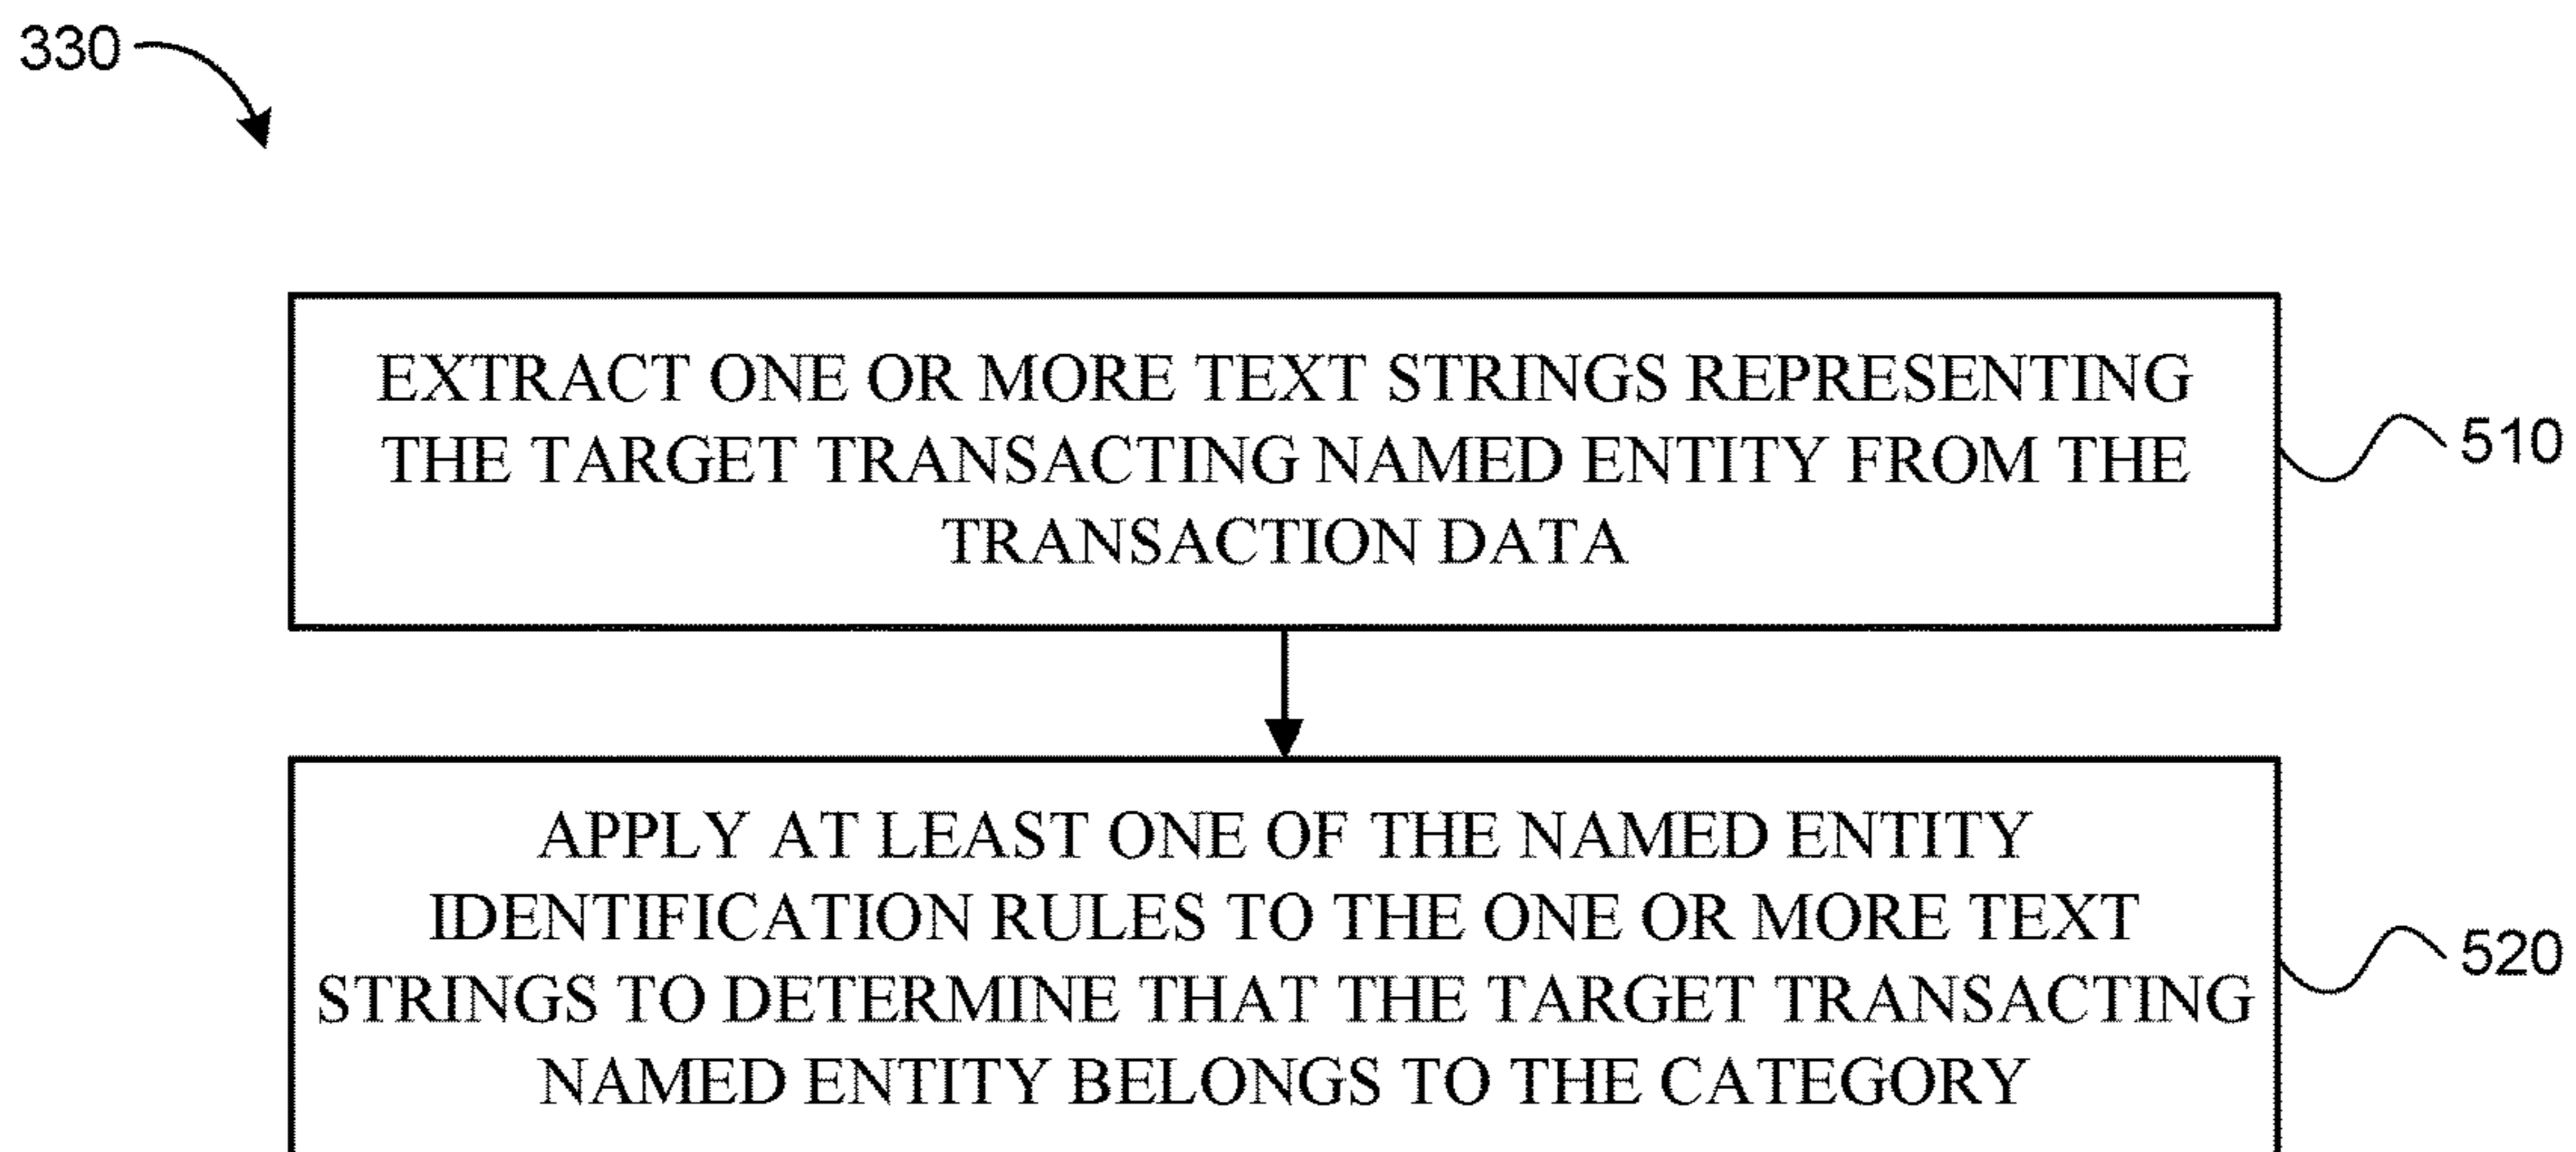 330
EXTRACT ONE OR MORE TEXT STRINGS REPRESENTING
THE TARGET TRANSACTING NAMED ENTITY FROM THE
TRANSACTION DATA
510
APPLY AT LEAST ONE OF THE NAMED ENTITY
IDENTIFICATION RULES TO THE ONE OR MORE TEXT
STRINGS TO DETERMINE THAT THE TARGET TRANSACTING
NAMED ENTITY BELONGS TO THE CATEGORY
520